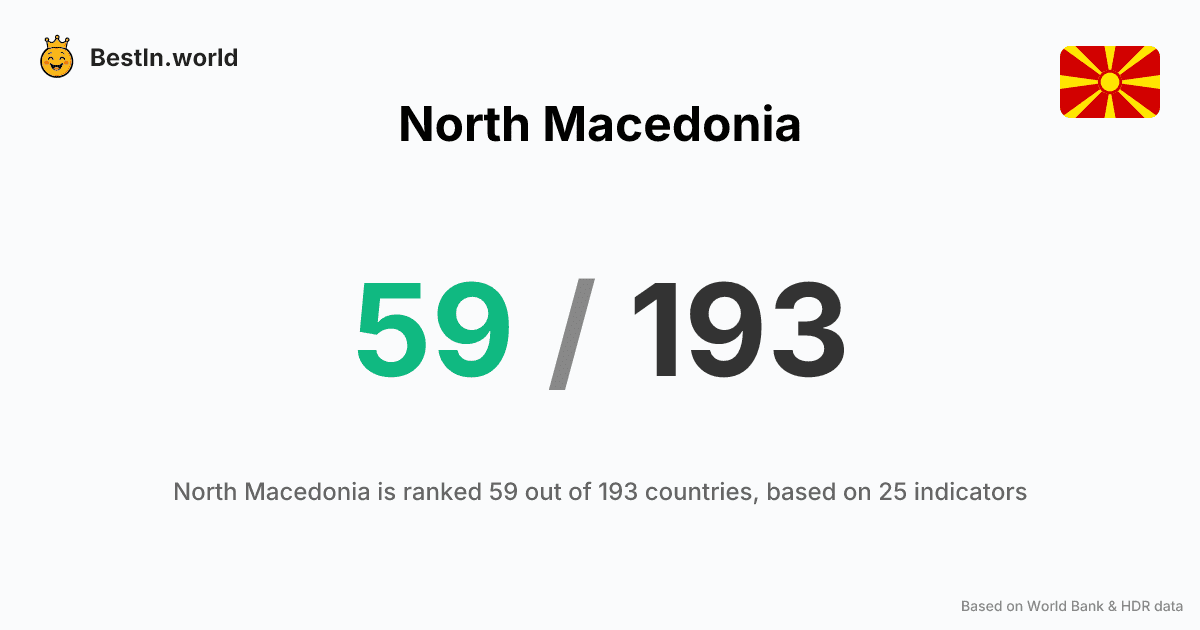 BestIn.world
North Macedonia
59 / 193
North Macedonia is ranked 59 out of 193 countries, based on 25 indicators
Based on World Bank & HDR data